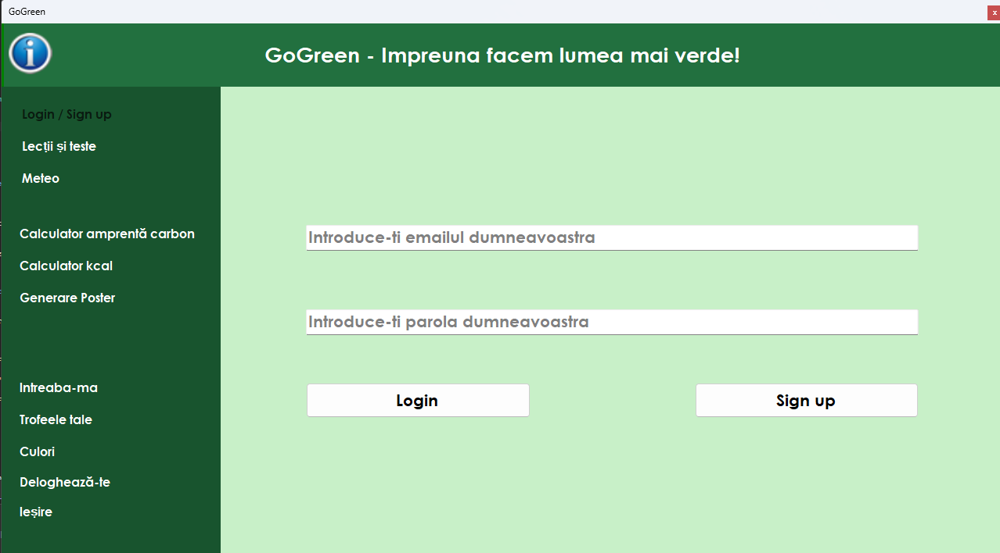 GoGreen
x
i
GoGreen - Impreuna facem lumea mai verde!
Login / Sign up
Lecții și teste
Meteo
Calculator amprentă carbon
Calculator kcal
Generare Poster
Intreaba-ma
Trofeele tale
Culori
Deloghează-te
Ieșire
Introduce-ti emailul dumneavoastra
Introduce-ti parola dumneavoastra
Login
Sign up